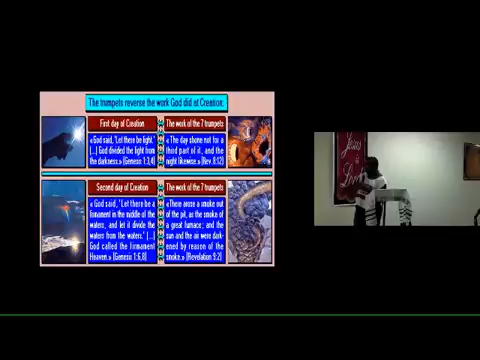 The trumpets reverse the work God did at Creation:
First day of Creation
The work of the 7 trumpets
«God said, 'Let there be light.'
[...] God divided the light from
the darkness.» (Genesis 1:3,4)
« The day shone not for a
third part of it, and the
night likewise.» (Rev. 8:12)
Second day of Creation
The work of the 7 trumpets
« God said, 'Let there be a
firmament in the middle of the
waters, and let it divide the
waters from the waters.' [...]
God called the firmament
Heaven.» (Genesis 1:6,8)
«There arose a smoke out
of the pit, as the smoke of
a great furnace; and the
sun and the air were dark-
ened by reason of the
smoke.» (Revelation 9:2)
Jesus
is
Lord